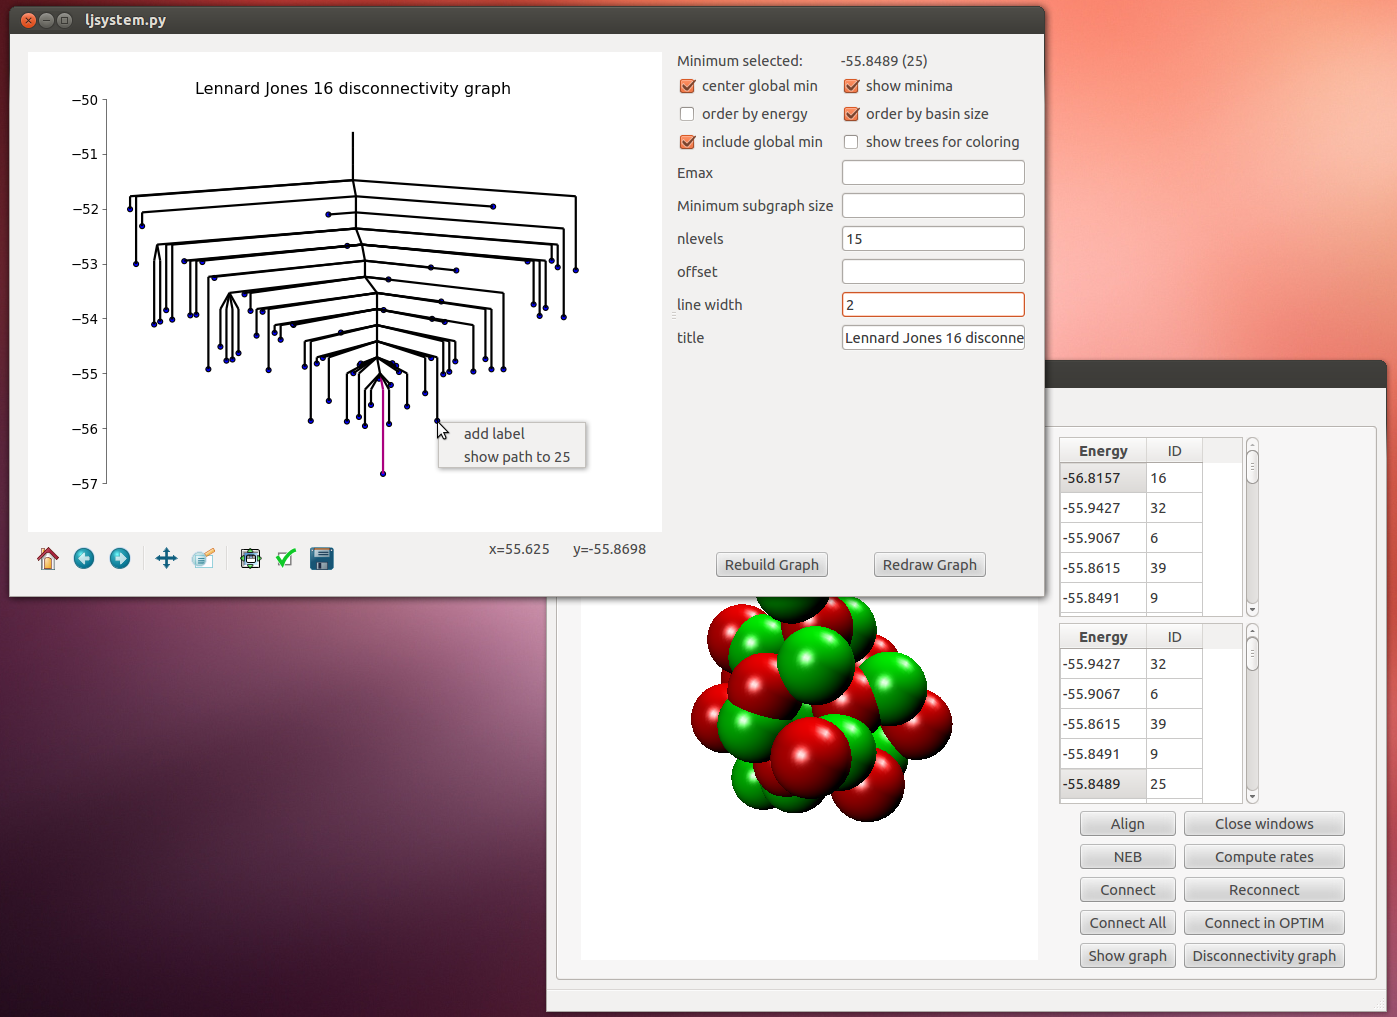 ljsystem.py
Lennard Jones 16 disconnectivity graph
−50
−51
−52
−53
−54
−55
−56
−57
add label
show path to 25
x=55.625 y=-55.8698
Minimum selected: -55.8489 (25)
center global min show minima
order by energy order by basin size
include global min show trees for coloring
Emax
Minimum subgraph size
nlevels 15
offset
line width 2
title Lennard Jones 16 disconne
Rebuild Graph Redraw Graph
Energy ID
-56.8157 16
-55.9427 32
-55.9067 6
-55.8615 39
-55.8491 9
Energy ID
-55.9427 32
-55.9067 6
-55.8615 39
-55.8491 9
-55.8489 25
Align Close windows
NEB Compute rates
Connect Reconnect
Connect All Connect in OPTIM
Show graph Disconnectivity graph